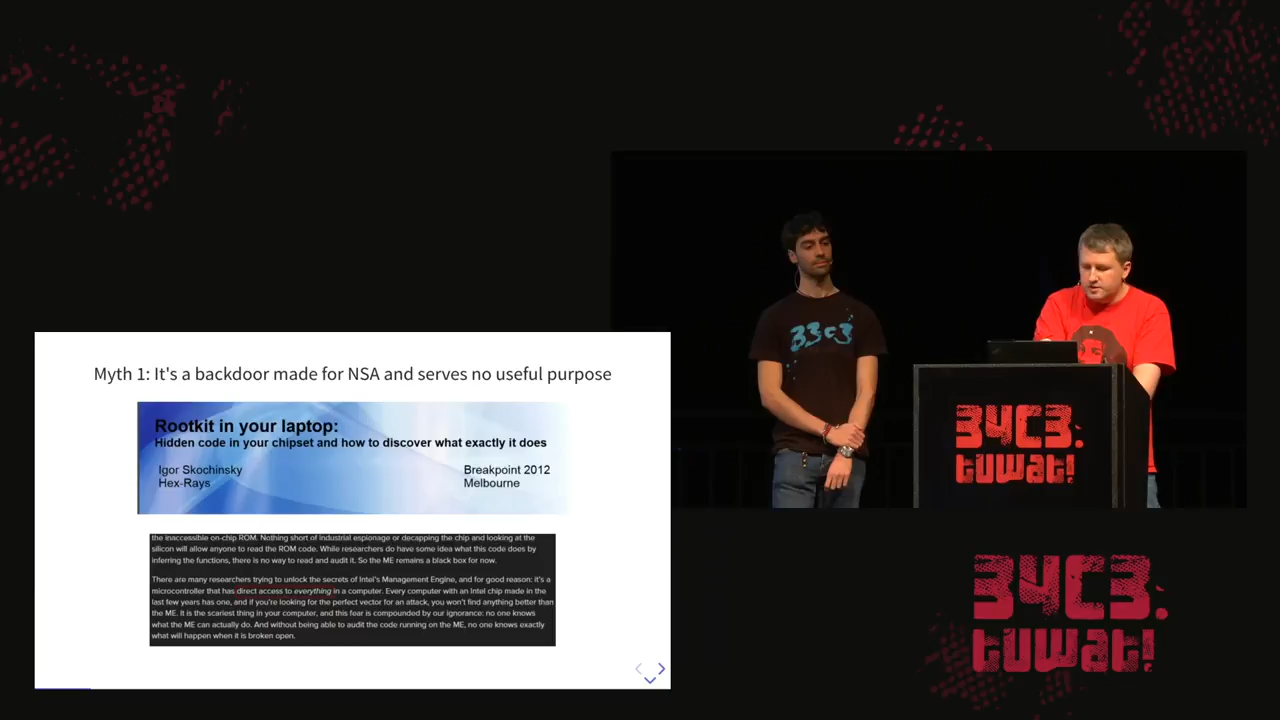 Myth 1: It's a backdoor made for NSA and serves no useful purpose
Rootkit in your laptop:
Hidden code in your chipset and how to discover what exactly it does
Igor Skochinsky
Hex-Rays
Breakpoint 2012
Melbourne
the inaccessible on-chip ROM. Nothing short of industrial espionage or decapping the chip and looking at the
silicon will allow anyone to read the ROM code. While researchers do have some idea what this code does by
inferring the functions, there is no way to read and audit it. So the ME remains a black box for now.
There are many researchers trying to unlock the secrets of Intel's Management Engine, and for good reason: it's a
microcontroller that has direct access to everything in a computer. Every computer with an Intel chip made in the
last few years has one, and if you're looking for the perfect vector for an attack, you won't find anything better than
the ME. It is the scariest thing in your computer, and this fear is compounded by our ignorance: no one knows
what the ME can actually do. And without being able to audit the code running on the ME, no one knows exactly
what will happen when it is broken open.
33c3
34C3.
tuwat!
34C3.
tuwat!